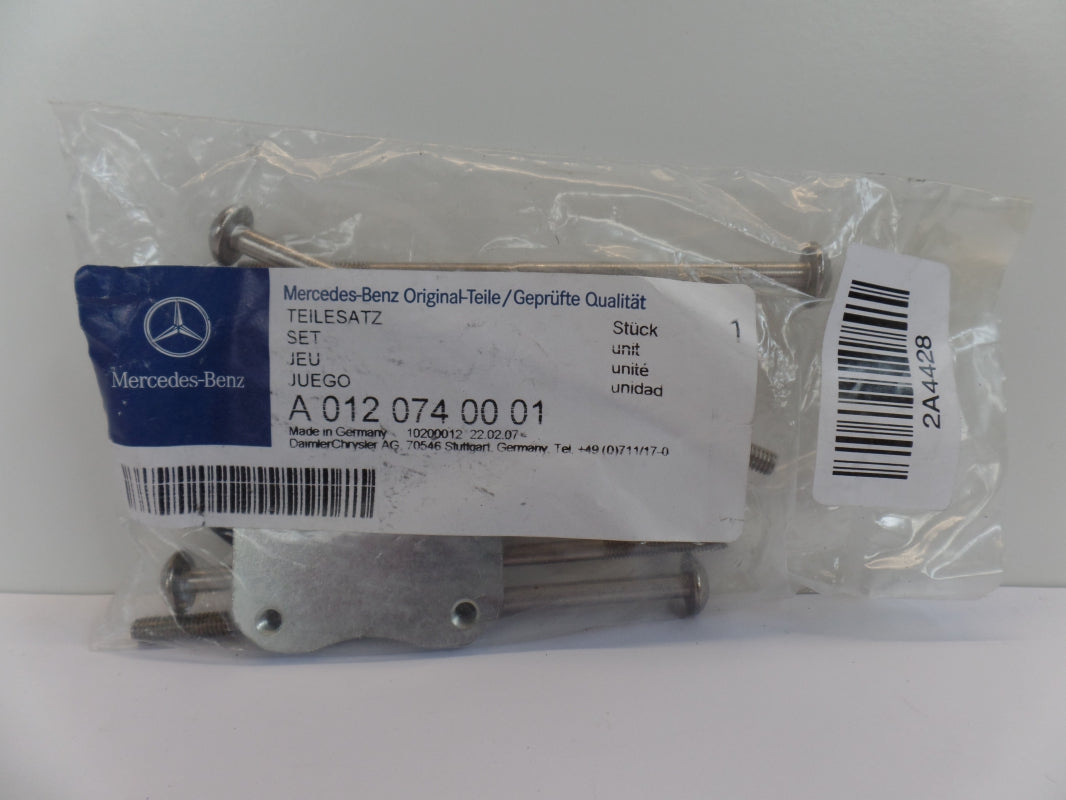 Mercedes-Benz
Mercedes-Benz Original-Teile/Geprüfte Qualität
TEILESATZ
SET
JEU
JUEGO
Stück 1
unit
unité
unidad
A 012 074 00 01
Made in Germany 10200012 22.02.07
DaimlerChrysler AG, 70546 Stuttgart, Germany, Tel. +49 (0)711/17-0
2A4428